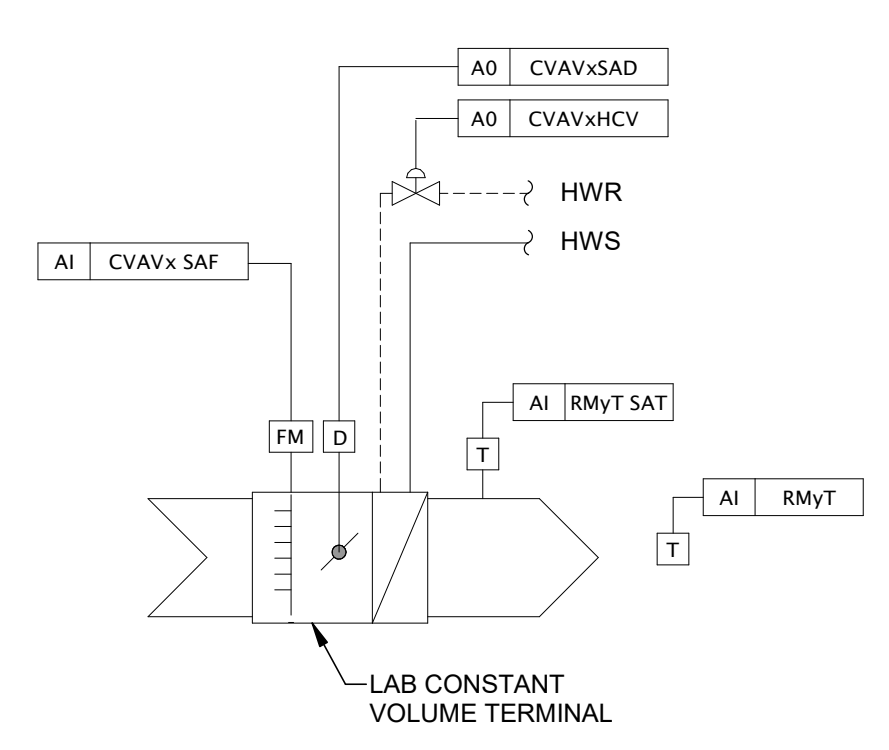 A0 CVAVxSAD
A0 CVAVxHCV
HWR
HWS
AI CVAVx SAF
AI RMyT SAT
FM D
T
AI RMyT
T
LAB CONSTANT
VOLUME TERMINAL